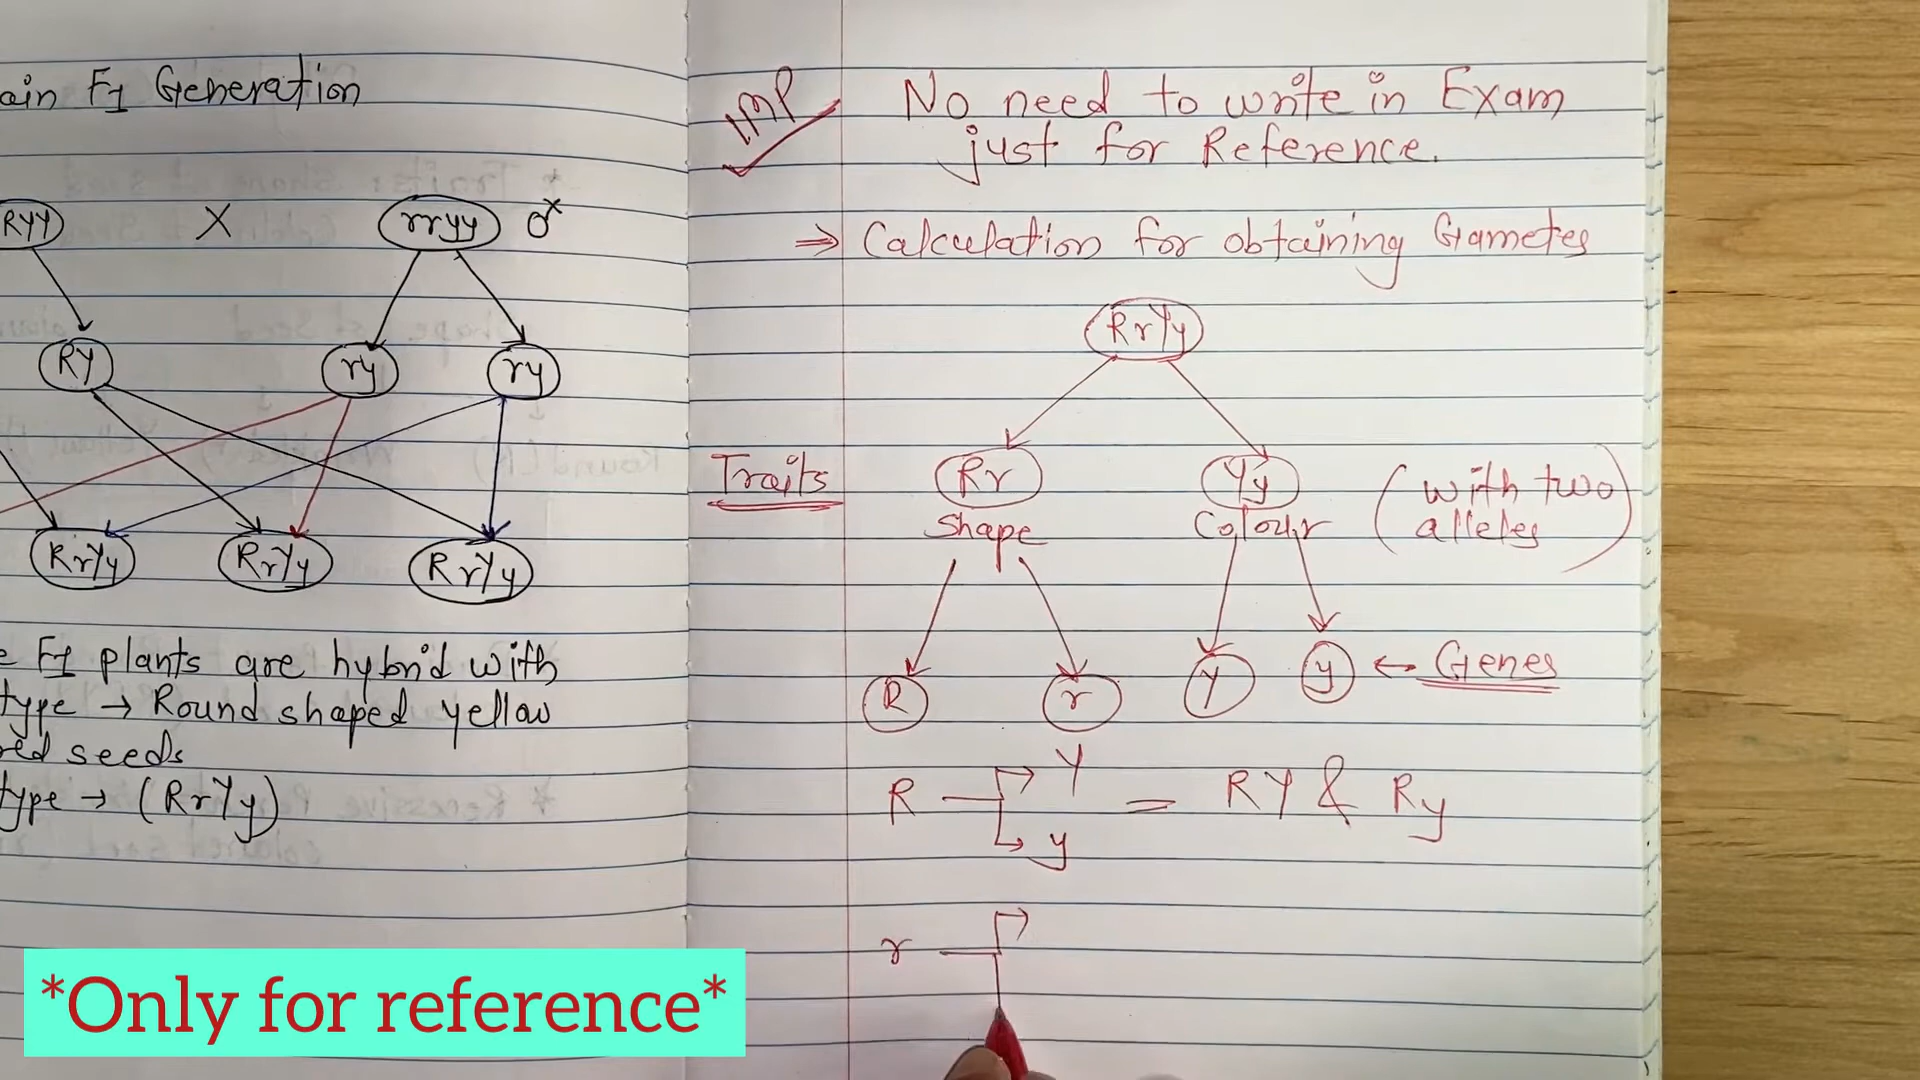 ain F1 Generation
RYY X rryy ♂
RY ry ry
RrYy RrYy RrYy
e F1 plants are hybrid with
type → Round shaped yellow
red seeds
type → (RrYy)
IMP
No need to write in Exam
just for Reference.
⇒ Calculation for obtaining Gametes
RrYy
Traits Rr Yy (with two
Shape Colour alleles)
R r Y y ← Genes
R Y = RY & Ry
y
r
*Only for reference*